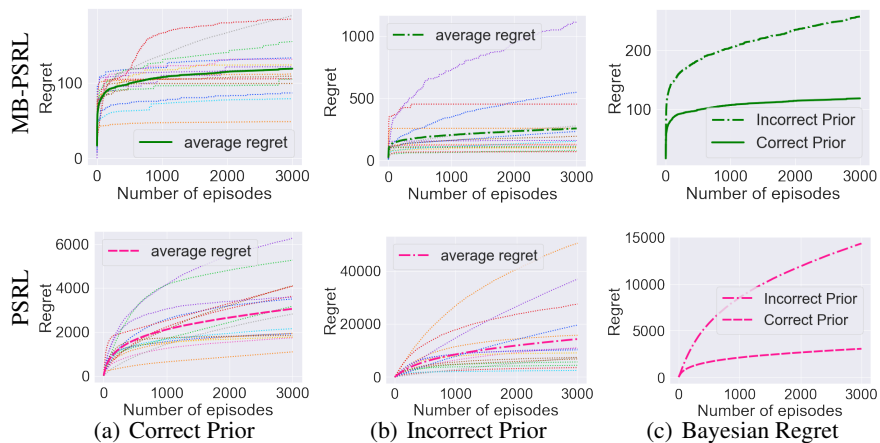 MB-PSRL
Regret
100
0
average regret
0 1000 2000 3000
Number of episodes
Regret
1000
500
0
average regret
0 1000 2000 3000
Number of episodes
Regret
200
100
Incorrect Prior
Correct Prior
0 1000 2000 3000
Number of episodes
PSRL
Regret
6000
4000
2000
0
average regret
0 1000 2000 3000
Number of episodes
(a) Correct Prior
Regret
40000
20000
0
average regret
0 1000 2000 3000
Number of episodes
(b) Incorrect Prior
Regret
15000
10000
5000
0
Incorrect Prior
Correct Prior
0 1000 2000 3000
Number of episodes
(c) Bayesian Regret